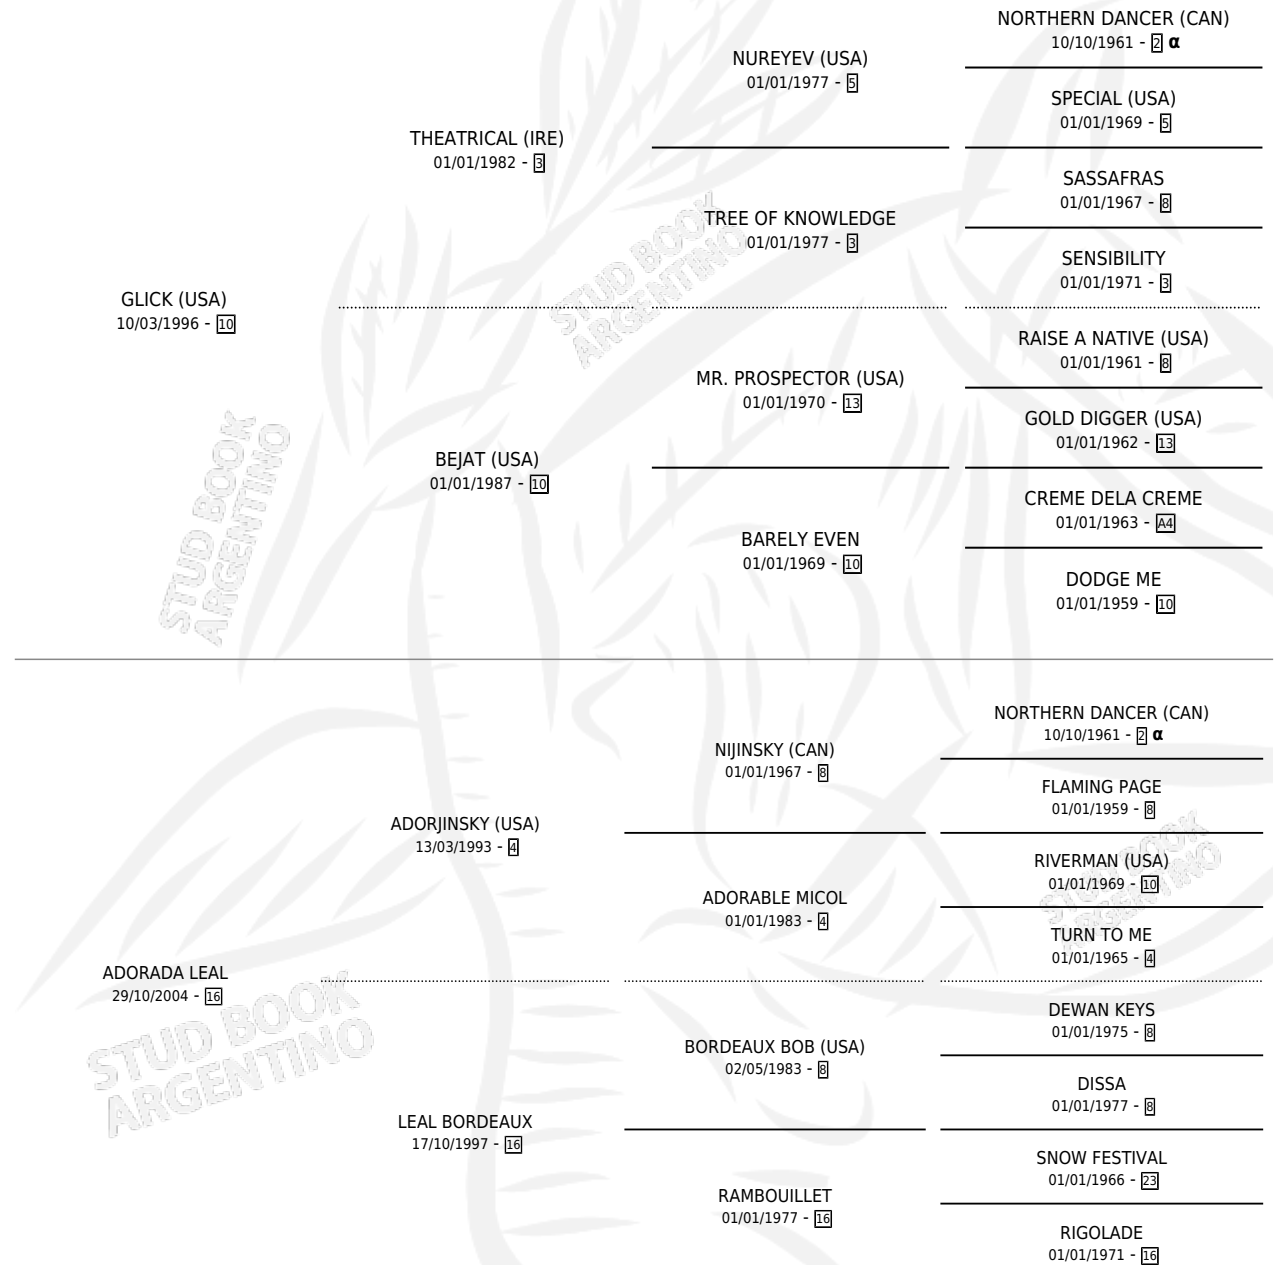 NORTHERN DANCER (CAN)
10/10/1961 - 2 α
NUREYEV (USA)
01/01/1977 - 5
SPECIAL (USA)
01/01/1969 - 5
THEATRICAL (IRE)
01/01/1982 - 3
SASSAFRAS
01/01/1967 - 8
TREE OF KNOWLEDGE
01/01/1977 - 3
SENSIBILITY
01/01/1971 - 3
STUD BOOK
ARGENTINO
GLICK (USA)
10/03/1996 - 10
RAISE A NATIVE (USA)
01/01/1961 - 8
MR. PROSPECTOR (USA)
01/01/1970 - 13
GOLD DIGGER (USA)
01/01/1962 - 13
BEJAT (USA)
01/01/1987 - 10
CREME DELA CREME
01/01/1963 - A4
BARELY EVEN
01/01/1969 - 10
DODGE ME
01/01/1959 - 10
STUD BOOK
ARGENTINO
NORTHERN DANCER (CAN)
10/10/1961 - 2 α
NIJINSKY (CAN)
01/01/1967 - 8
FLAMING PAGE
01/01/1959 - 8
ADORJINSKY (USA)
13/03/1993 - 4
RIVERMAN (USA)
01/01/1969 - 10
ADORABLE MICOL
01/01/1983 - 4
TURN TO ME
01/01/1965 - 4
STUD BOOK
ARGENTINO
ADORADA LEAL
29/10/2004 - 16
DEWAN KEYS
01/01/1975 - 8
BORDEAUX BOB (USA)
02/05/1983 - 8
DISSA
01/01/1977 - 8
LEAL BORDEAUX
17/10/1997 - 16
SNOW FESTIVAL
01/01/1966 - 23
RAMBOUILLET
01/01/1977 - 16
RIGOLADE
01/01/1971 - 16
STUD BOOK
ARGENTINO